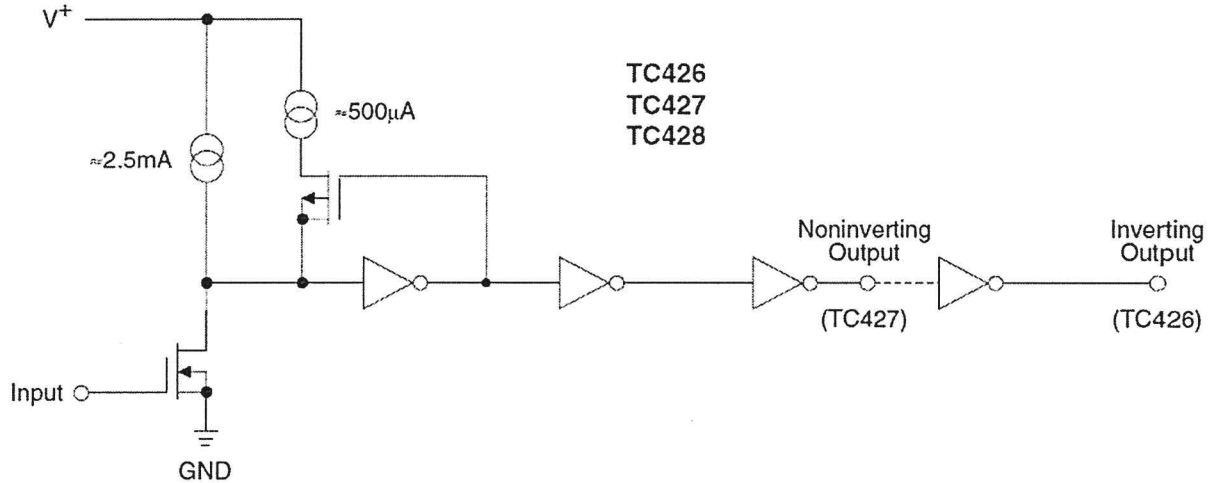 V+
≈500μA
TC426
TC427
TC428
≈2.5mA
Noninverting
Output
Inverting
Output
(TC427)
(TC426)
Input
GND